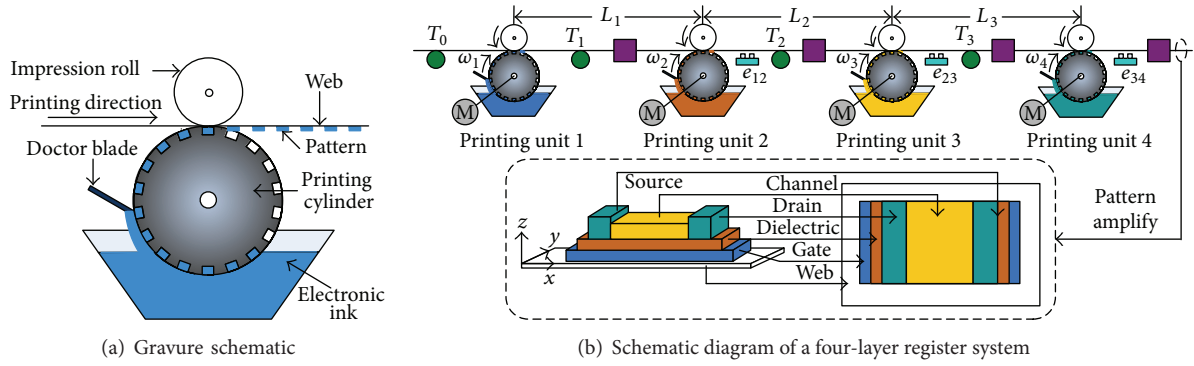 Impression roll
Web
Printing direction
Pattern
Doctor blade
Printing
cylinder
Electronic
ink
(a) Gravure schematic
L1 L2 L3
T0 T1 T2 T3
ω1 ω2 ω3 ω4
e12 e23 e34
M M M M
Printing unit 1 Printing unit 2 Printing unit 3 Printing unit 4
Source Channel
Drain
Dielectric
Gate
Web
z
y
x
Pattern
amplify
(b) Schematic diagram of a four-layer register system